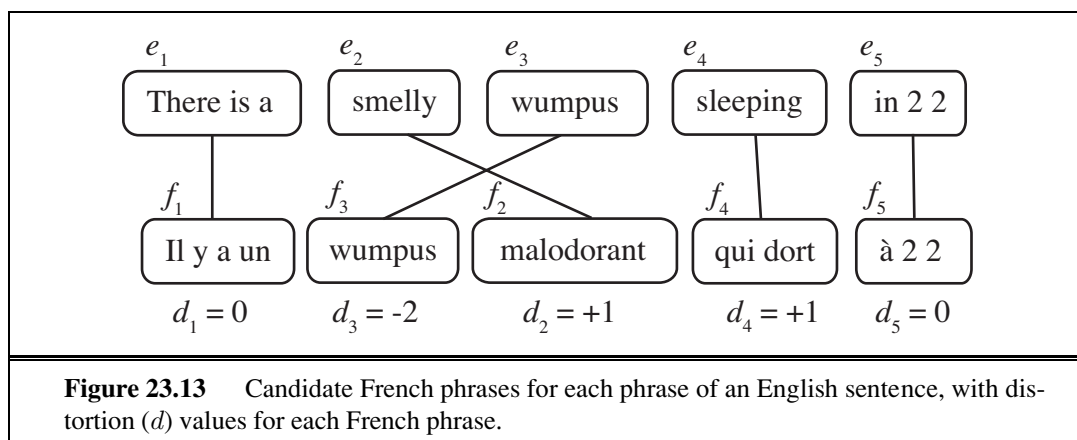 e₁ e₂ e₃ e₄ e₅
There is a smelly wumpus sleeping in 2 2
f₁ f₃ f₂ f₄ f₅
Il y a un wumpus malodorant qui dort à 2 2
d₁ = 0 d₃ = -2 d₂ = +1 d₄ = +1 d₅ = 0
Figure 23.13 Candidate French phrases for each phrase of an English sentence, with dis-
tortion (d) values for each French phrase.